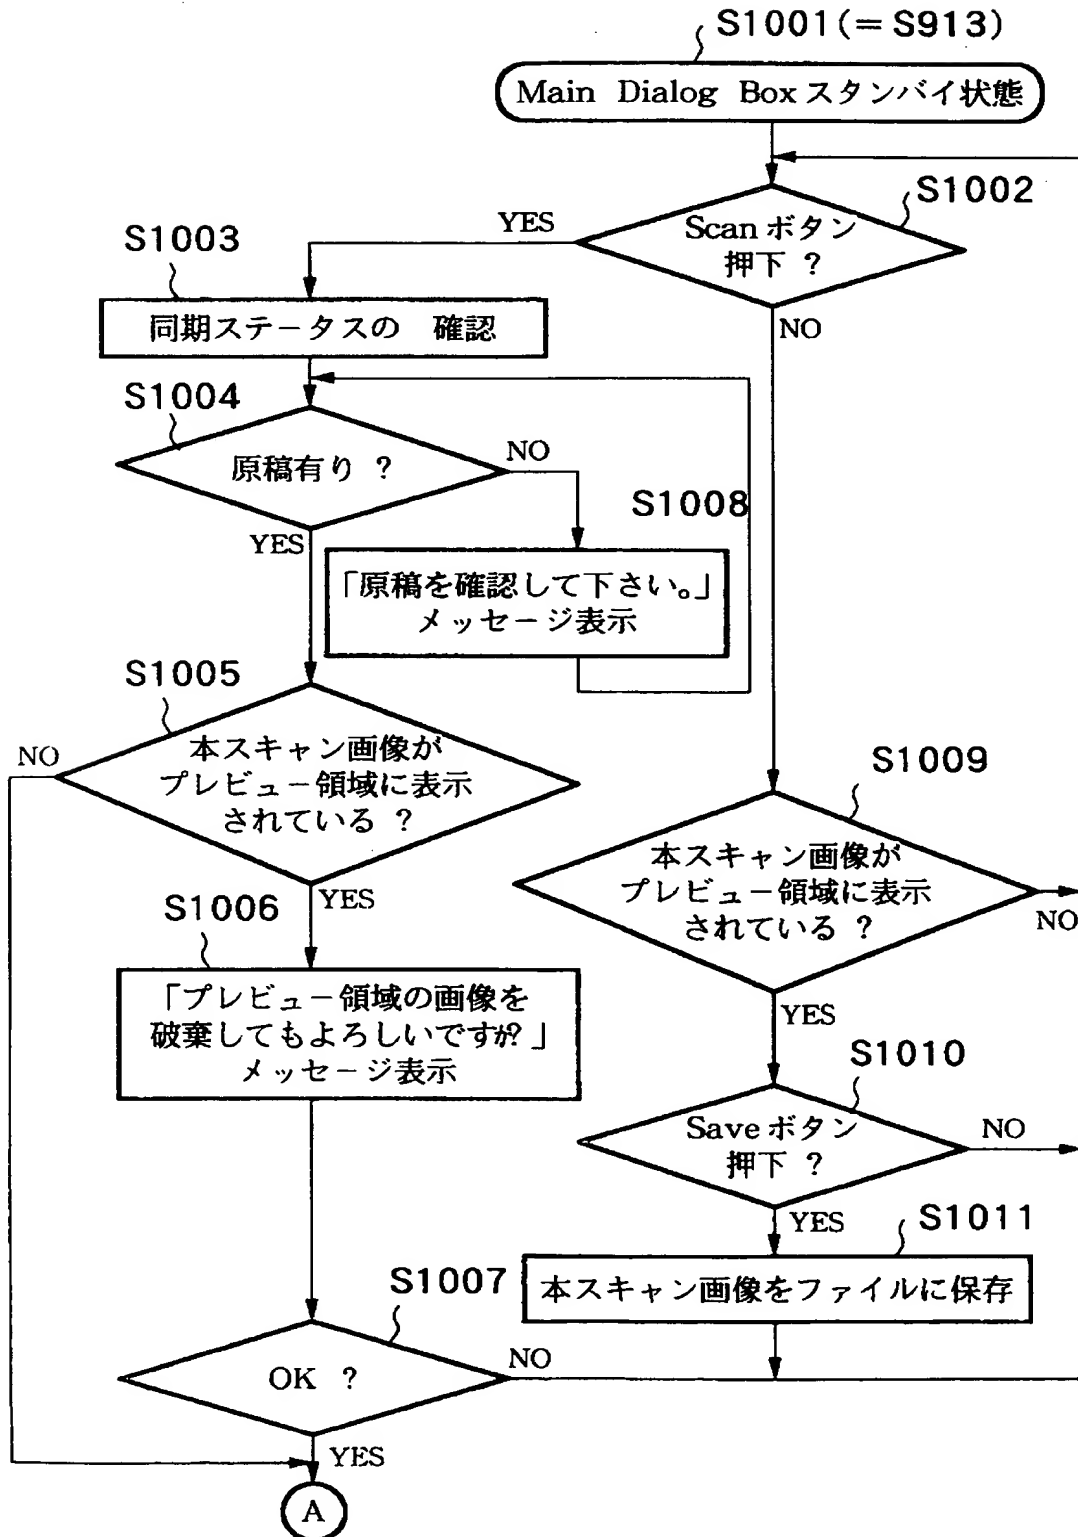 S1001(=S913)
Main Dialog Boxスタンバイ状態
S1002
Scanボタン
押下 ?
YES
NO
S1003
同期ステータスの 確認
S1004
原稿有り ?
NO
YES
S1008
「原稿を確認して下さい。」
メッセージ表示
S1005
本スキャン画像が
プレビュー領域に表示
されている ?
NO
YES
S1006
「プレビュー領域の画像を
破棄してもよろしいですか?」
メッセージ表示
S1009
本スキャン画像が
プレビュー領域に表示
されている ?
NO
YES
S1010
Saveボタン
押下 ?
NO
YES
S1011
本スキャン画像をファイルに保存
S1007
OK ?
NO
YES
A